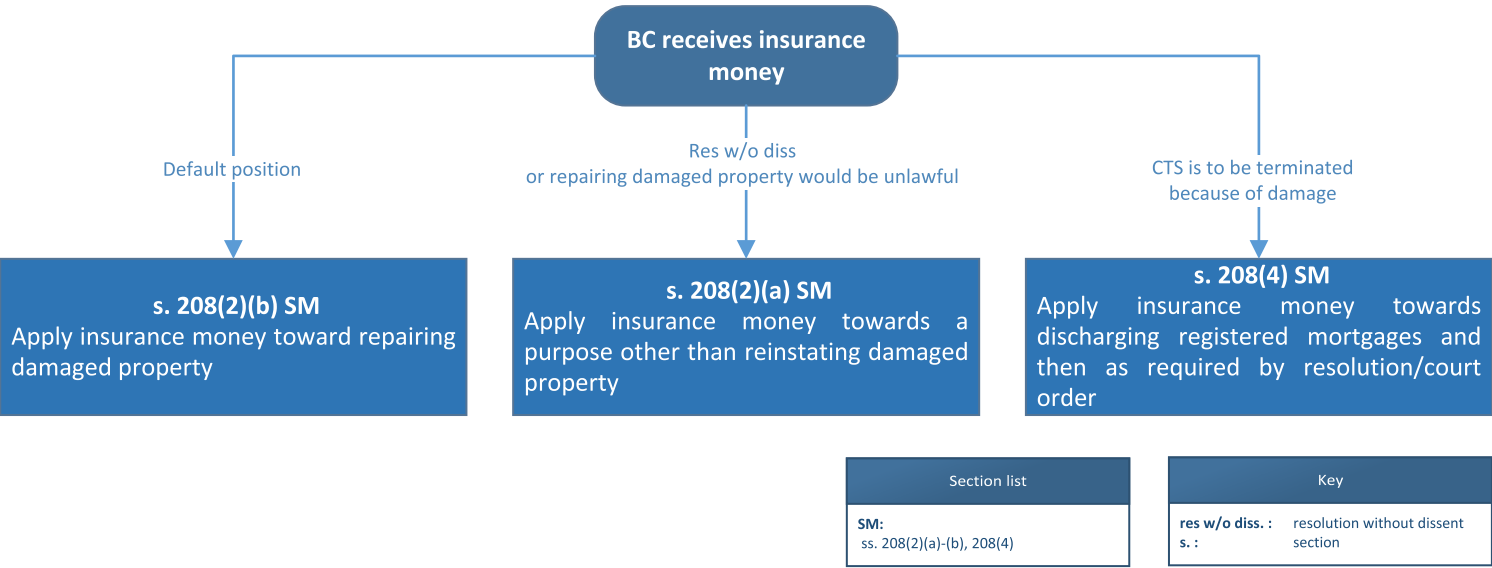 BC receives insurance
money
Default position
Res w/o diss
or repairing damaged property would be unlawful
CTS is to be terminated
because of damage
s. 208(2)(b) SM
Apply insurance money toward repairing
damaged property
s. 208(2)(a) SM
Apply insurance money towards a
purpose other than reinstating damaged
property
s. 208(4) SM
Apply insurance money towards
discharging registered mortgages and
then as required by resolution/court
order
Section list
SM:
ss. 208(2)(a)-(b), 208(4)
Key
res w/o diss. : resolution without dissent
s. : section